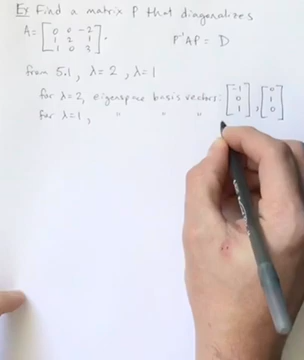 Ex Find a matrix P that diagonalizes
A = [ 0 0 -2
1 2 1
1 0 3 ]. P⁻¹AP = D
from 5.1, λ = 2, λ = 1
for λ = 2, eigenspace basis vectors: [ -1 0 1 ], [ 0 1 0 ]
for λ = 1, " " "